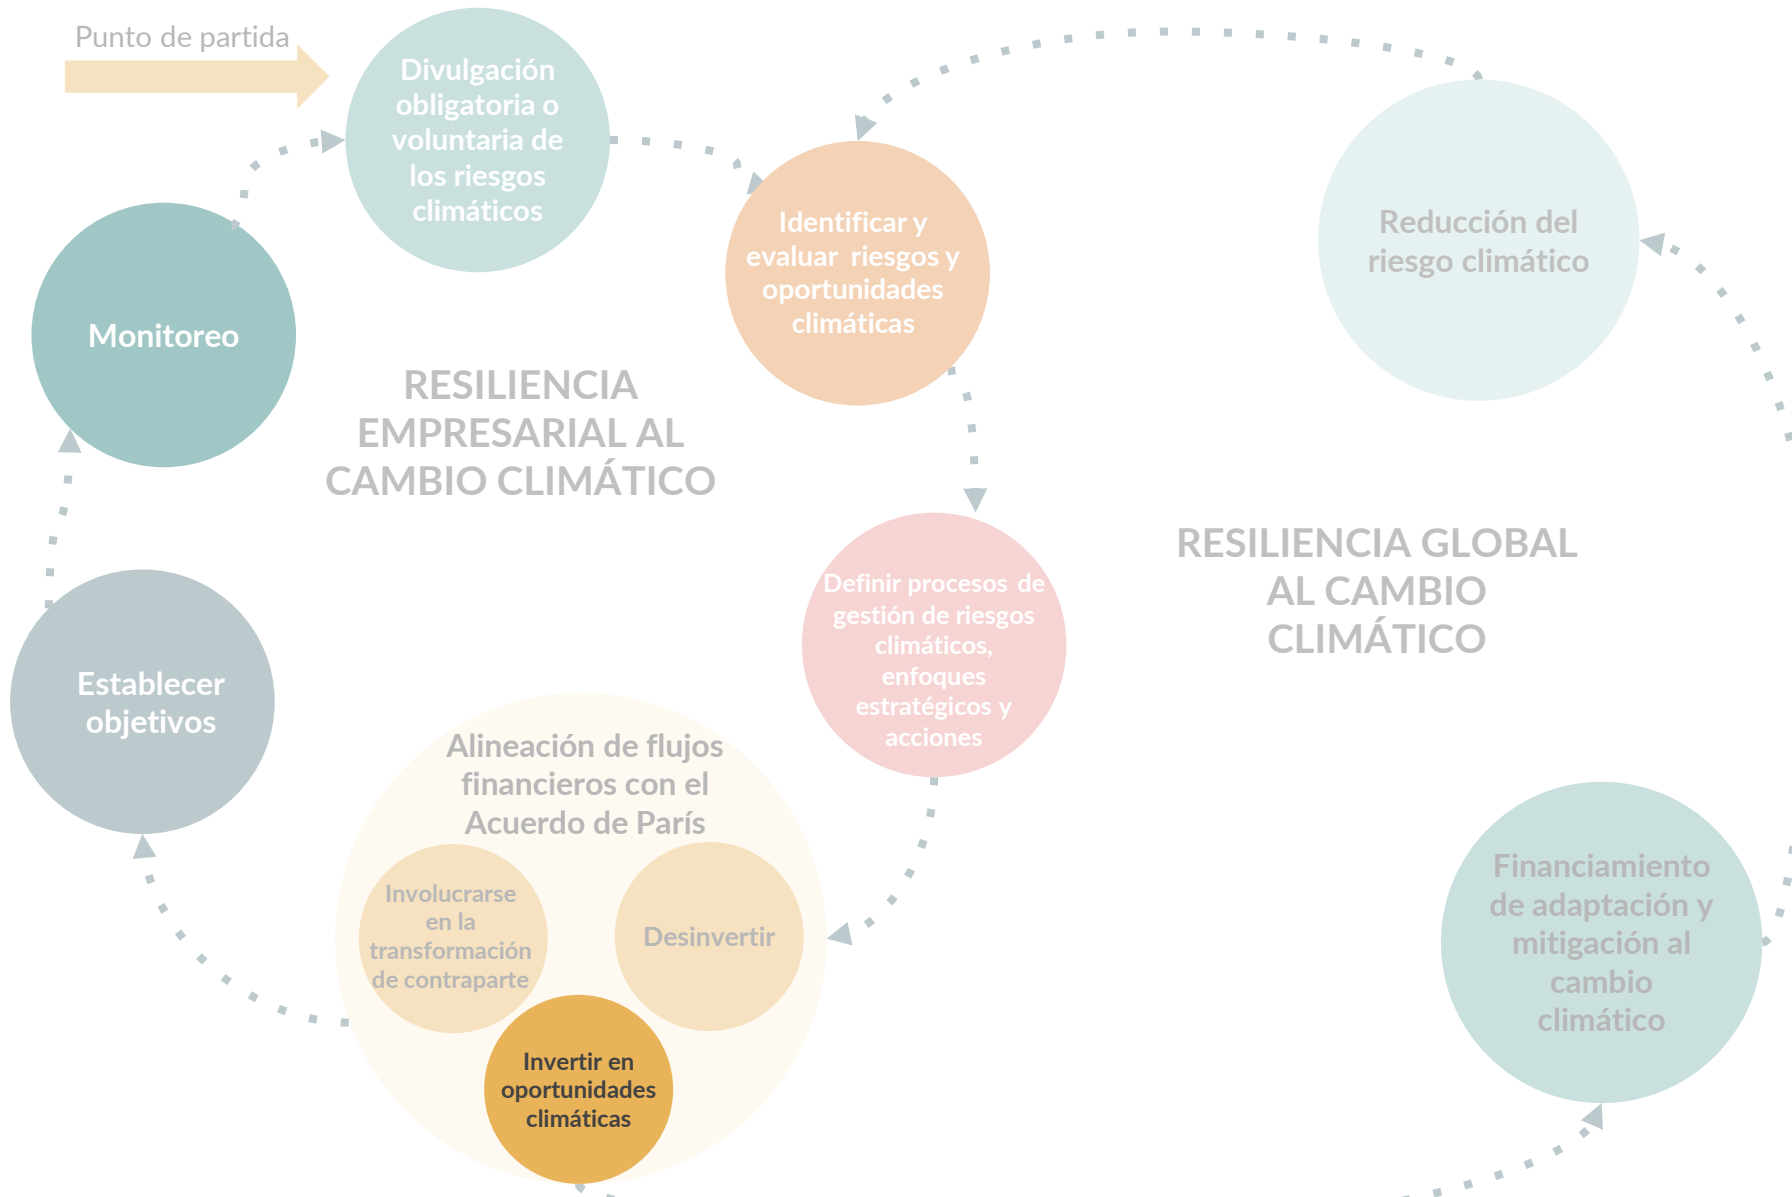 Punto de partida
Divulgación
obligatoria o
voluntaria de
los riesgos
climáticos
Identificar y
evaluar riesgos y
oportunidades
climáticas
Reducción del
riesgo climático
Monitoreo
RESILIENCIA
EMPRESARIAL AL
CAMBIO CLIMÁTICO
RESILIENCIA GLOBAL
AL CAMBIO
CLIMÁTICO
Definir procesos de
gestión de riesgos
climáticos,
enfoques
estratégicos y
acciones
Establecer
objetivos
Alineación de flujos
financieros con el
Acuerdo de París
Involucrarse
en la
transformación
de contraparte
Desinvertir
Invertir en
oportunidades
climáticas
Financiamiento
de adaptación y
mitigación al
cambio
climático